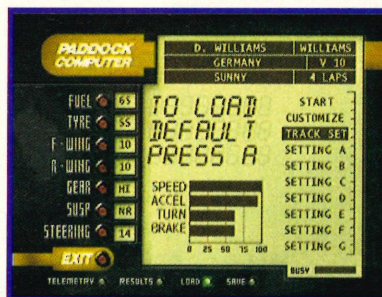 PADDOCK
COMPUTER
D. WILLIAMS WILLIAMS
GERMANY V 10
SUNNY 4 LAPS
FUEL 65
TYRE SS
F-WING 10
R-WING 10
GEAR HI
SUSP NR
STEERING 14
EXIT
TO LOAD
DEFAULT
PRESS A
SPEED
ACCEL
TURN
BRAKE
0 25 50 75 100
START
CUSTOMIZE
TRACK SET
SETTING A
SETTING B
SETTING C
SETTING D
SETTING E
SETTING F
SETTING G
BUSY
TELEMETRY RESULTS LOAD SAVE